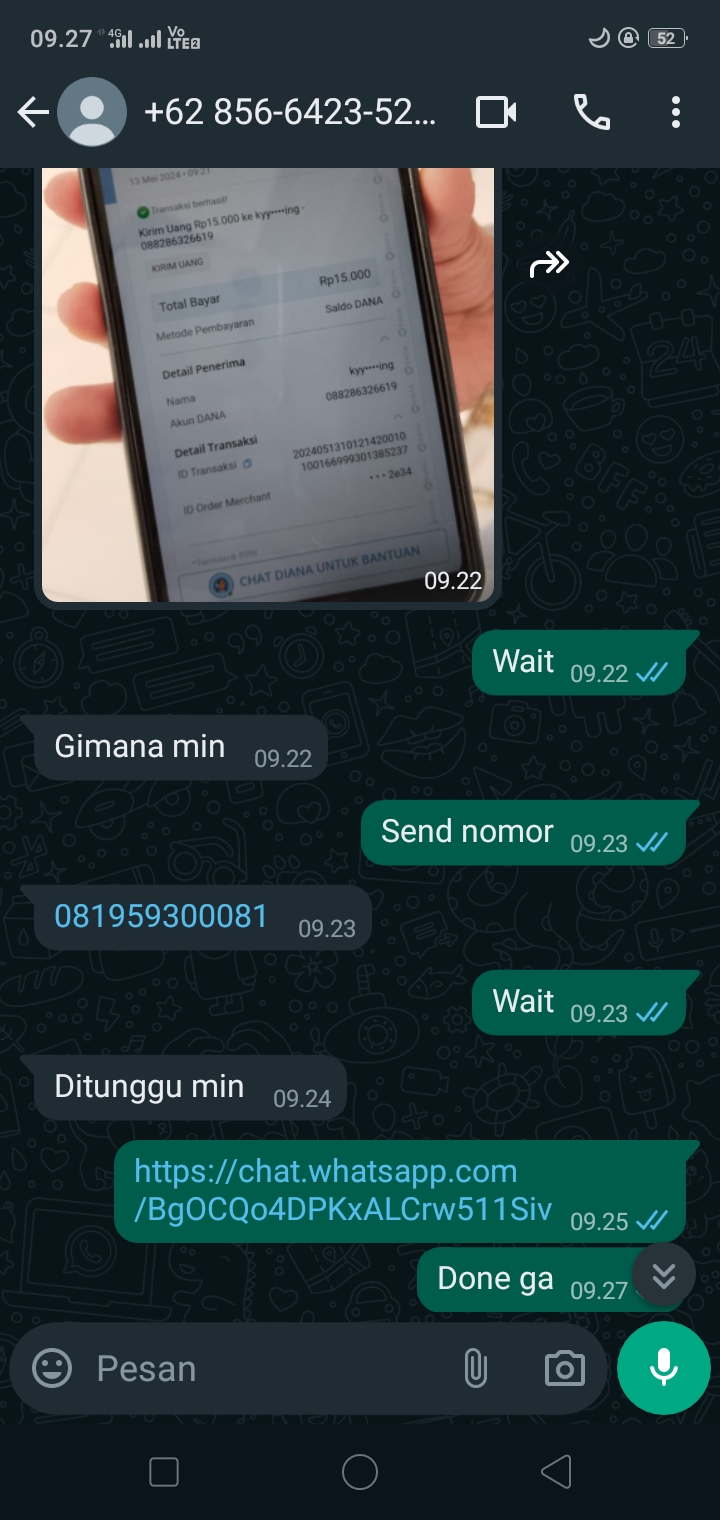 09.27 4G Vo LTE2 52
+62 856-6423-52...
13 Mei 2024 • 09:21
Transaksi berhasil!
Kirim Uang Rp15.000 ke kyy••••ing -
088286326619
KIRIM UANG
Total Bayar Rp15.000
Metode Pembayaran Saldo DANA
Detail Penerima
Nama kyy••••ing
Akun DANA 088286326619
Detail Transaksi
ID Transaksi 2024051310121420010
100166999301385237
ID Order Merchant •••2e34
*Termasuk PPN
CHAT DIANA UNTUK BANTUAN
09.22
24
BFF
Wait 09.22
Gimana min 09.22
Send nomor 09.23
081959300081 09.23
Wait 09.23
Ditunggu min 09.24
https://chat.whatsapp.com
/BgOCQo4DPKxALCrw511Siv 09.25
Done ga 09.27
Pesan